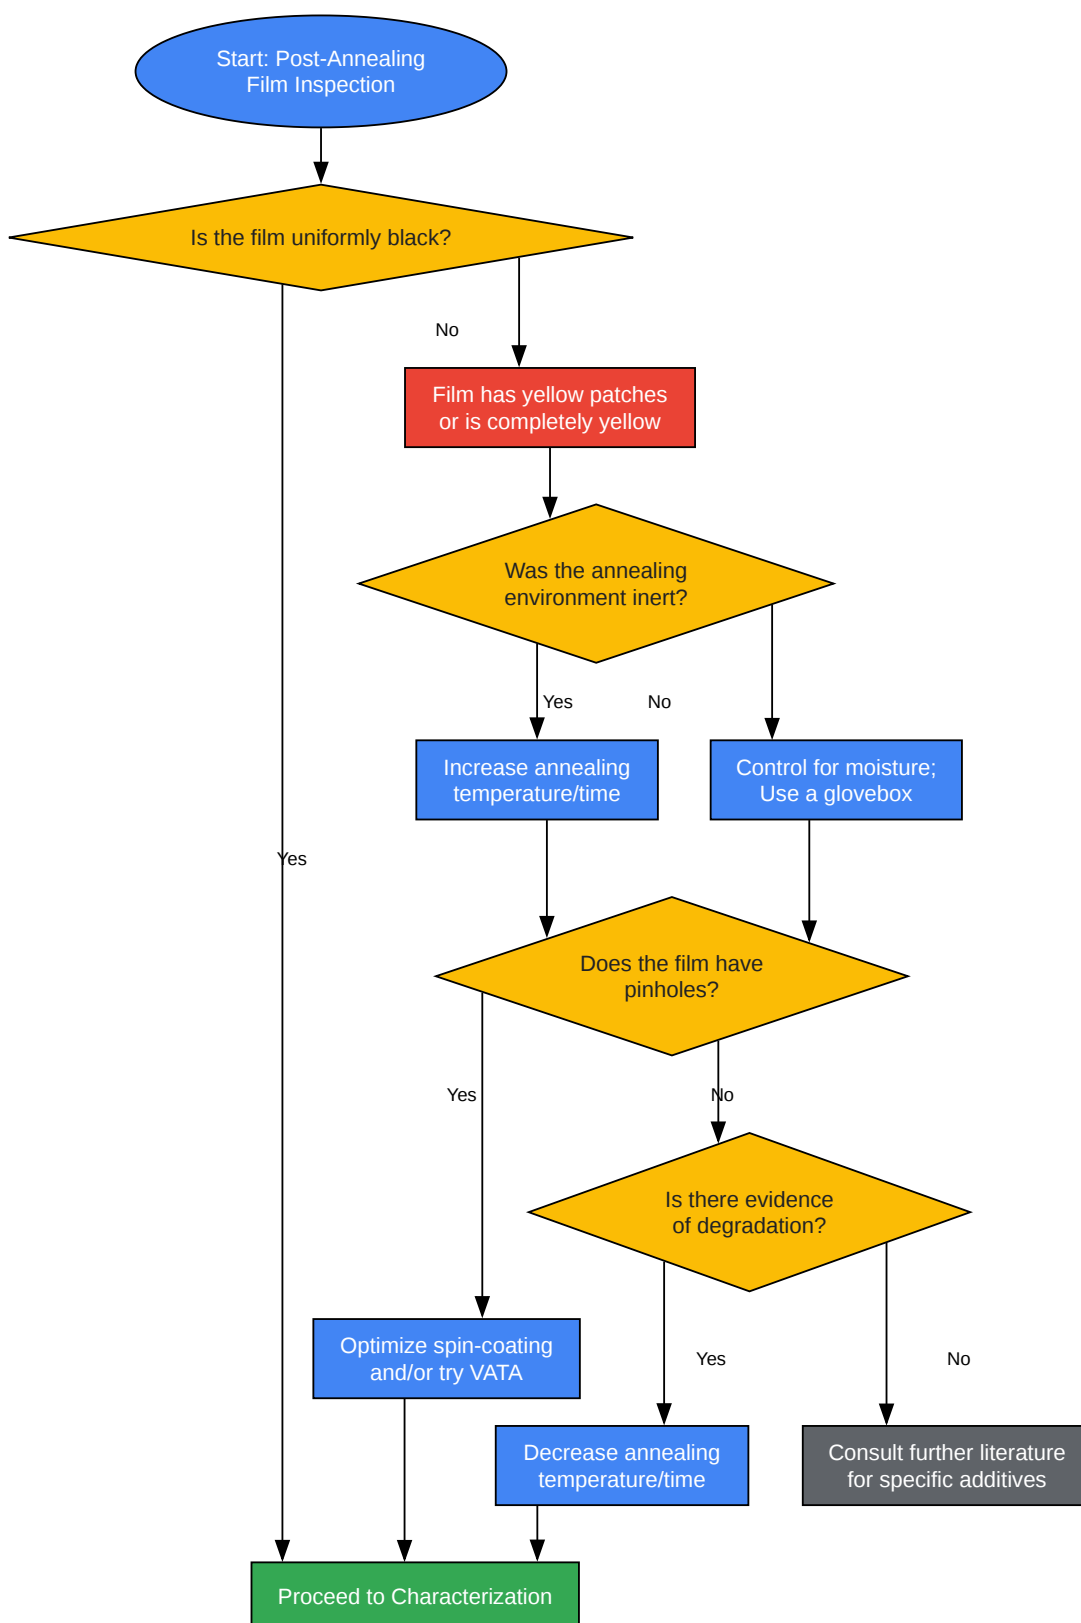 Start: Post-Annealing
Film Inspection
Is the film uniformly black?
No
Film has yellow patches
or is completely yellow
Was the annealing
environment inert?
Yes
No
Increase annealing
temperature/time
Control for moisture;
Use a glovebox
Yes
Does the film have
pinholes?
Yes
No
Is there evidence
of degradation?
Optimize spin-coating
and/or try VATA
Yes
No
Decrease annealing
temperature/time
Consult further literature
for specific additives
Proceed to Characterization